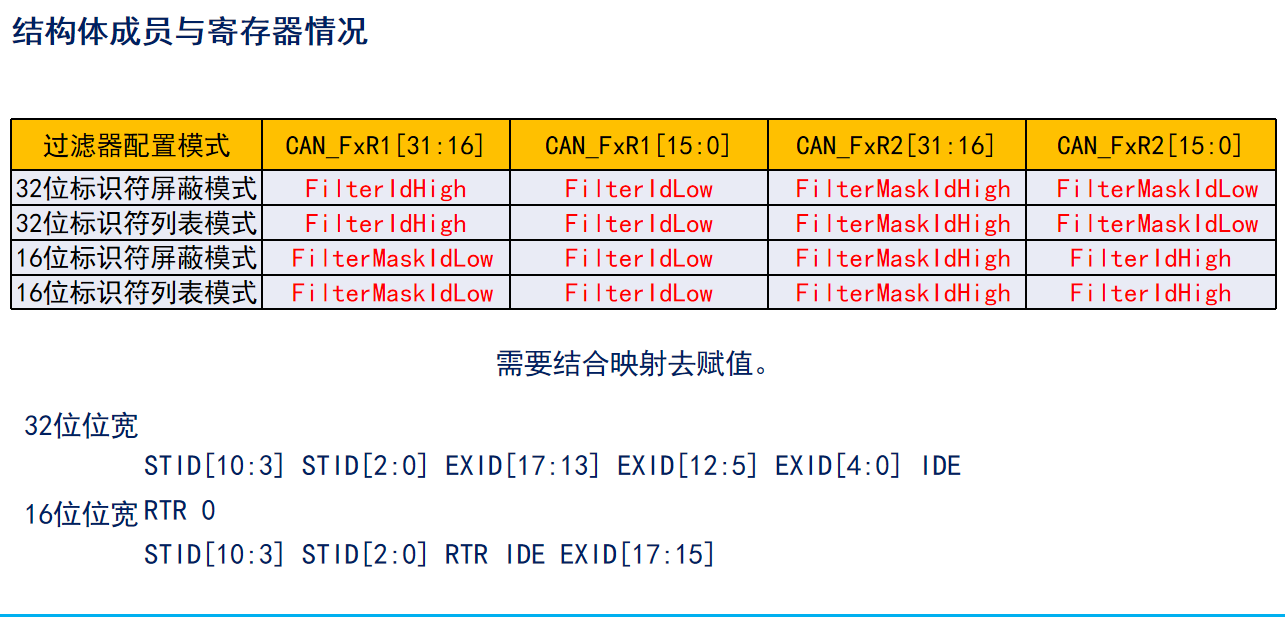 结构体成员与寄存器情况
过滤器配置模式 CAN_FxR1[31:16] CAN_FxR1[15:0] CAN_FxR2[31:16] CAN_FxR2[15:0]
32位标识符屏蔽模式 FilterIdHigh FilterIdLow FilterMaskIdHigh FilterMaskIdLow
32位标识符列表模式 FilterIdHigh FilterIdLow FilterMaskIdHigh FilterMaskIdLow
16位标识符屏蔽模式 FilterMaskIdLow FilterIdLow FilterMaskIdHigh FilterIdHigh
16位标识符列表模式 FilterMaskIdLow FilterIdLow FilterMaskIdHigh FilterIdHigh
需要结合映射去赋值。
32位位宽
STID[10:3] STID[2:0] EXID[17:13] EXID[12:5] EXID[4:0] IDE
16位位宽 RTR 0
STID[10:3] STID[2:0] RTR IDE EXID[17:15]